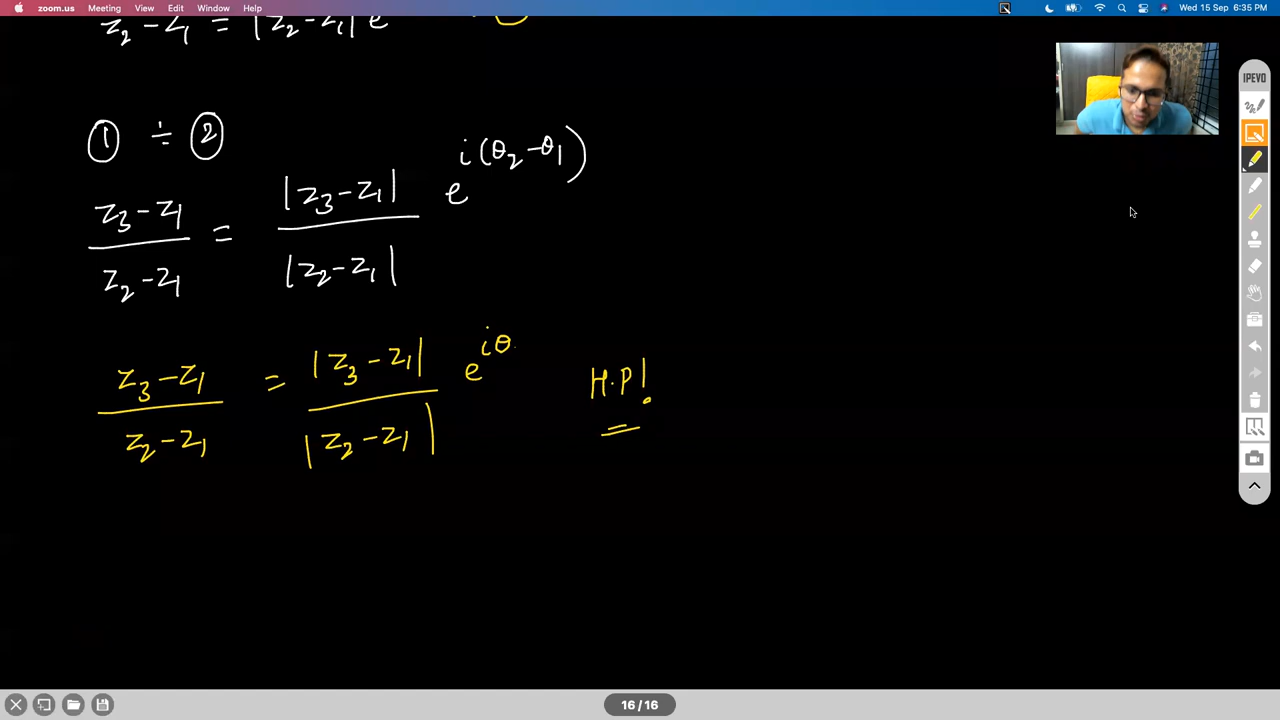 zoom.us Meeting View Edit Window Help Wed 15 Sep 6:35 PM
z₂ - z₁ = |z₂ - z₁| e
IPEVO
① ÷ ②
z₃ - z₁ / z₂ - z₁ = |z₃ - z₁| / |z₂ - z₁| e^i(θ₂ - θ₁)
z₃ - z₁ / z₂ - z₁ = |z₃ - z₁| / |z₂ - z₁| e^iθ H.P!
16 / 16